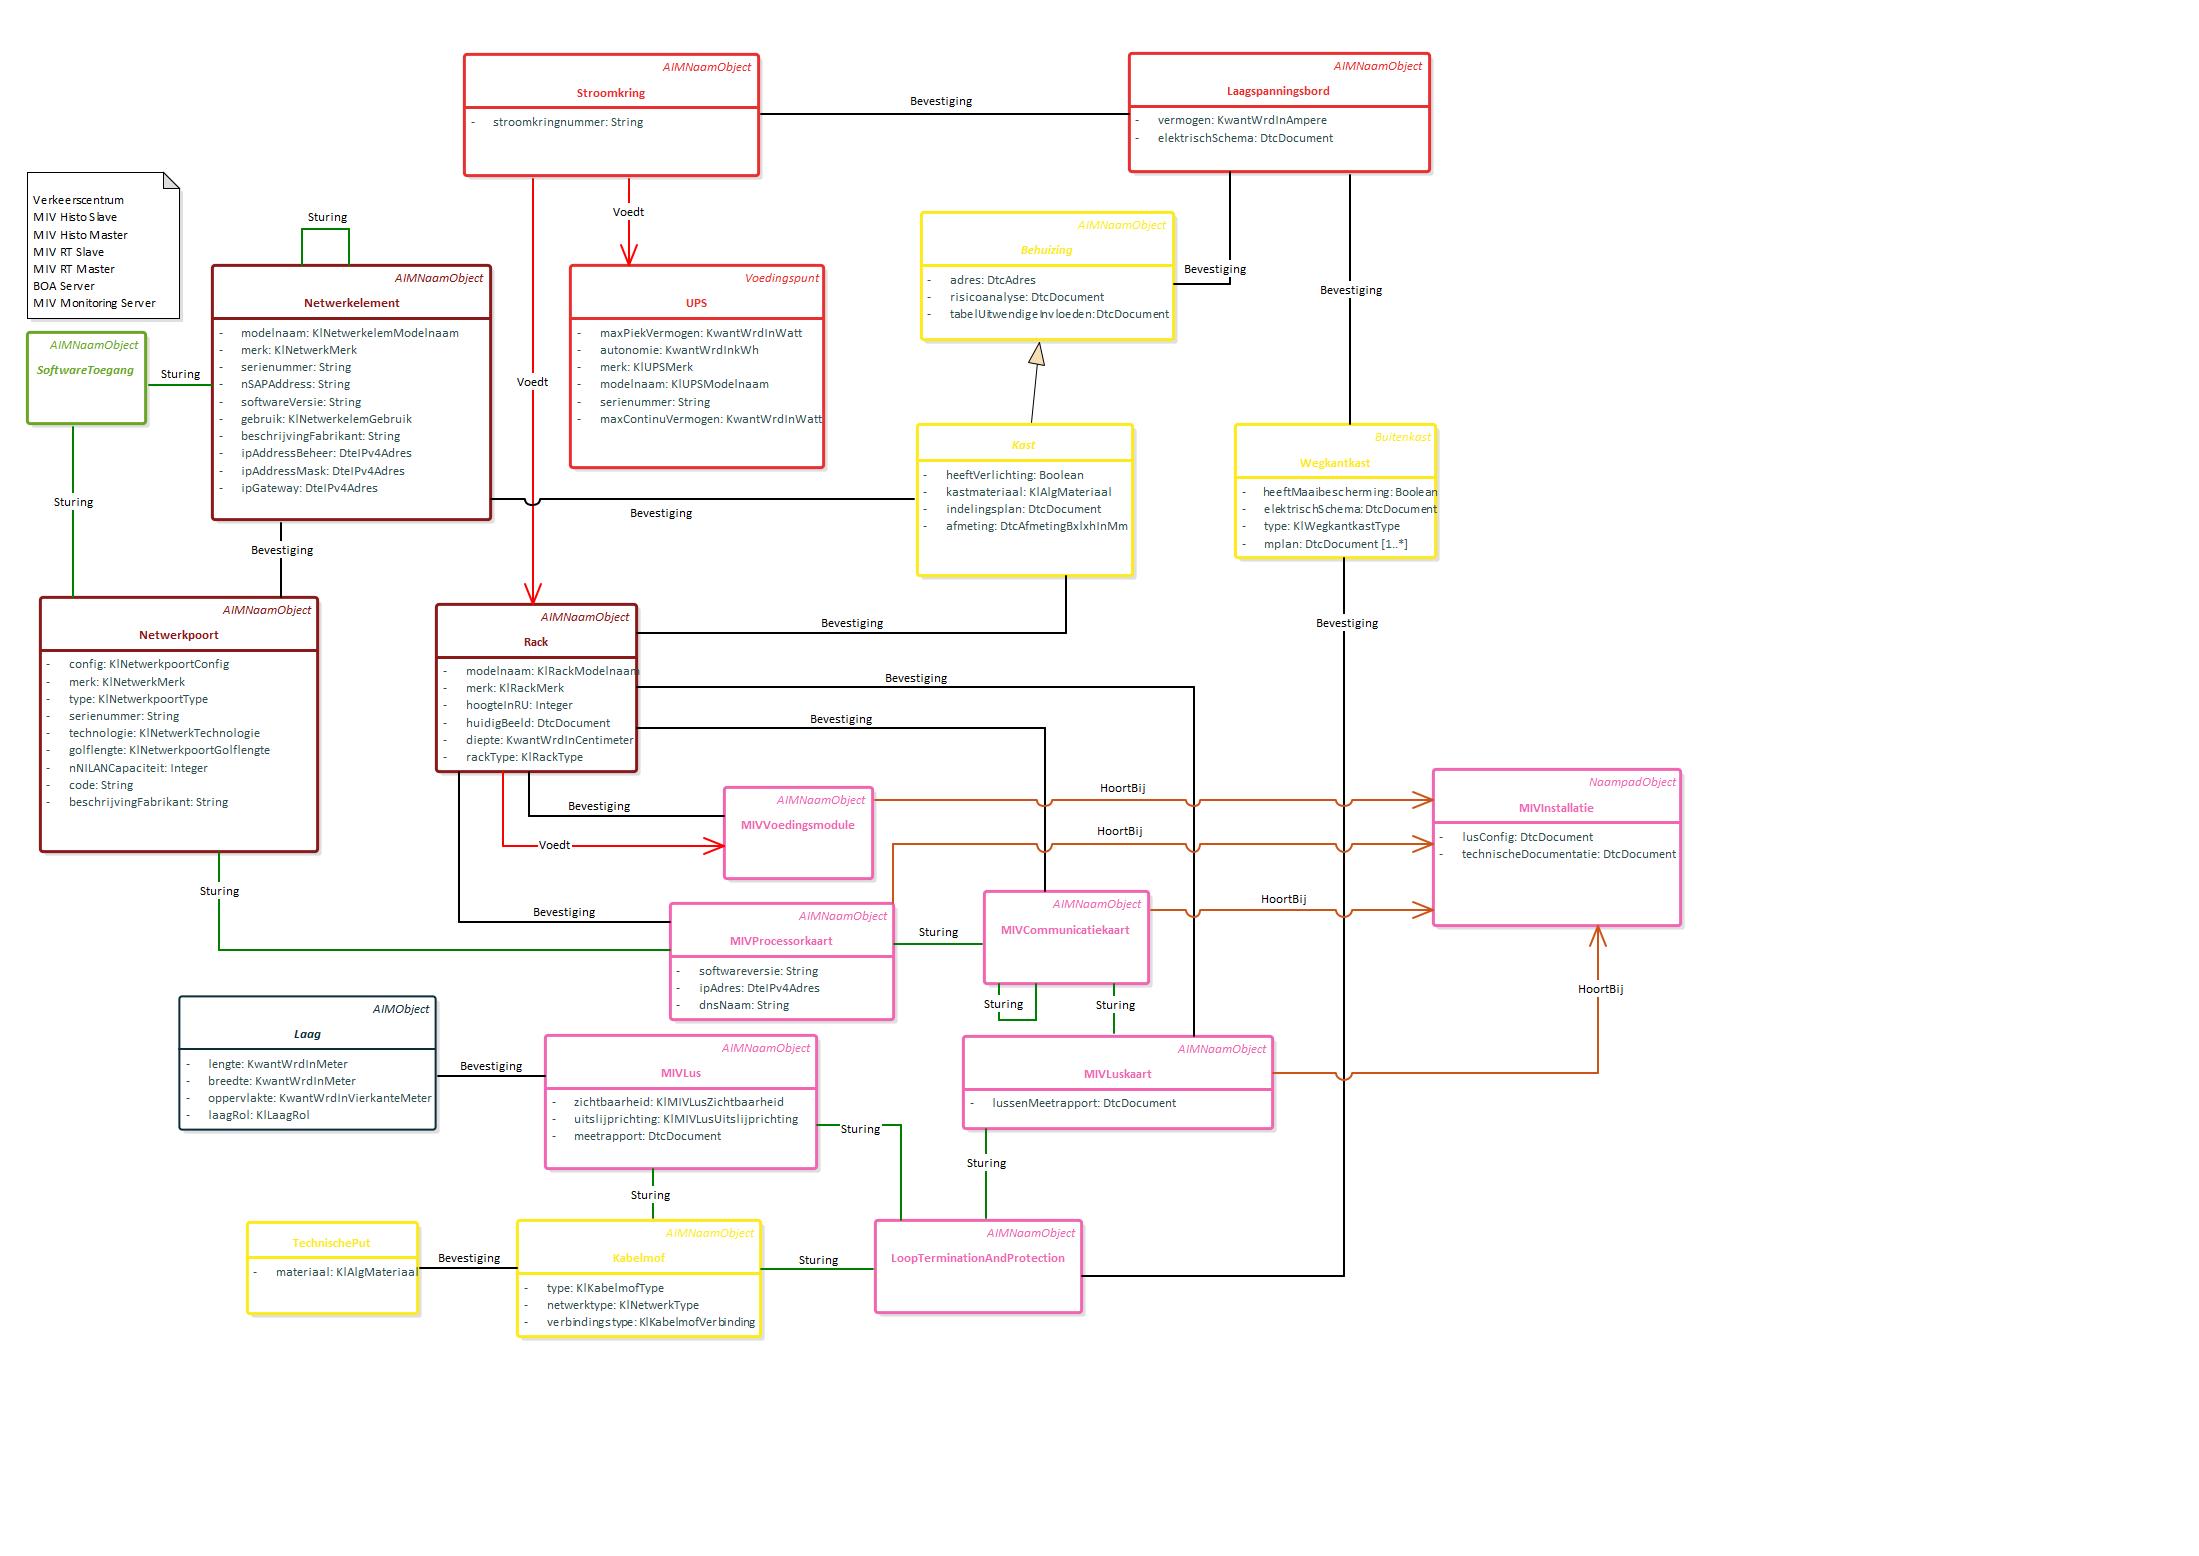 AIMNaamObject
Stroomkring
- stroomkringnummer: String
Bevestiging
AIMNaamObject
Laagspanningsbord
- vermogen: KwantWrdInAmpere
- elektrischSchema: DtcDocument
Verkeerscentrum
MIV Histo Slave
MIV Histo Master
MIV RT Slave
MIV RT Master
BOA Server
MIV Monitoring Server
Sturing
Voedt
AIMNaamObject
Behuizing
- adres: DtcAdres
- risicoanalyse: DtcDocument
- tabelUitwendigeInvloeden: DtcDocument
Bevestiging
Bevestiging
AIMNaamObject
SoftwareToegang
Sturing
AIMNaamObject
Netwerkelement
- modelnaam: KlNetwerkelemModelnaam
- merk: KlNetwerkMerk
- serienummer: String
- nSAPAddress: String
- softwareVersie: String
- gebruik: KlNetwerkelemGebruik
- beschrijvingFabrikant: String
- ipAddressBeheer: DteIPv4Adres
- ipAddressMask: DteIPv4Adres
- ipGateway: DteIPv4Adres
Voedt
Voedingspunt
UPS
- maxPiekVermogen: KwantWrdInWatt
- autonomie: KwantWrdInkWh
- merk: KlUPSMerk
- modelnaam: KlUPSModelnaam
- serienummer: String
- maxContinuVermogen: KwantWrdInWatt
Kast
- heeftVerlichting: Boolean
- kastmateriaal: KlAlgMateriaal
- indelingsplan: DtcDocument
- afmeting: DtcAfmetingBxlxhInMm
Buitenkast
Wegkantkast
- heeftMaaibescherming: Boolean
- elektrischSchema: DtcDocument
- type: KlWegkantkastType
- mplan: DtcDocument [1..*]
Sturing
Bevestiging
Bevestiging
AIMNaamObject
Netwerkpoort
- config: KlNetwerkpoortConfig
- merk: KlNetwerkMerk
- type: KlNetwerkpoortType
- serienummer: String
- technologie: KlNetwerkTechnologie
- golflengte: KlNetwerkpoortGolflengte
- nNILANCapaciteit: Integer
- code: String
- beschrijvingFabrikant: String
AIMNaamObject
Rack
- modelnaam: KlRackModelnaam
- merk: KlRackMerk
- hoogteInRU: Integer
- huidigBeeld: DtcDocument
- diepte: KwantWrdInCentimeter
- rackType: KlRackType
Bevestiging
Bevestiging
Bevestiging
Bevestiging
Bevestiging
Voedt
AIMNaamObject
MIVVoedingsmodule
HoortBij
HoortBij
NaampadObject
MIVInstallatie
- lusConfig: DtcDocument
- technischeDocumentatie: DtcDocument
Sturing
Bevestiging
AIMNaamObject
MIVProcessorkaart
- softwareversie: String
- ipAdres: DteIPv4Adres
- dnsNaam: String
Sturing
AIMNaamObject
MIVCommunicatiekaart
HoortBij
Sturing
Sturing
HoortBij
AIMObject
Laag
- lengte: KwantWrdInMeter
- breedte: KwantWrdInMeter
- oppervlakte: KwantWrdInVierkanteMeter
- laagRol: KlLaagRol
Bevestiging
AIMNaamObject
MIVLus
- zichtbaarheid: KlMIVLusZichtbaarheid
- uitslijprichting: KlMIVLusUitslijprichting
- meetrapport: DtcDocument
Sturing
AIMNaamObject
MIVLuskaart
- lussenMeetrapport: DtcDocument
Sturing
Sturing
TechnischePut
- materiaal: KlAlgMateriaal
Bevestiging
AIMNaamObject
Kabelmof
- type: KlKabelmofType
- netwerktype: KlNetwerkType
- verbindingstype: KlKabelmofVerbinding
Sturing
AIMNaamObject
LoopTerminationAndProtection